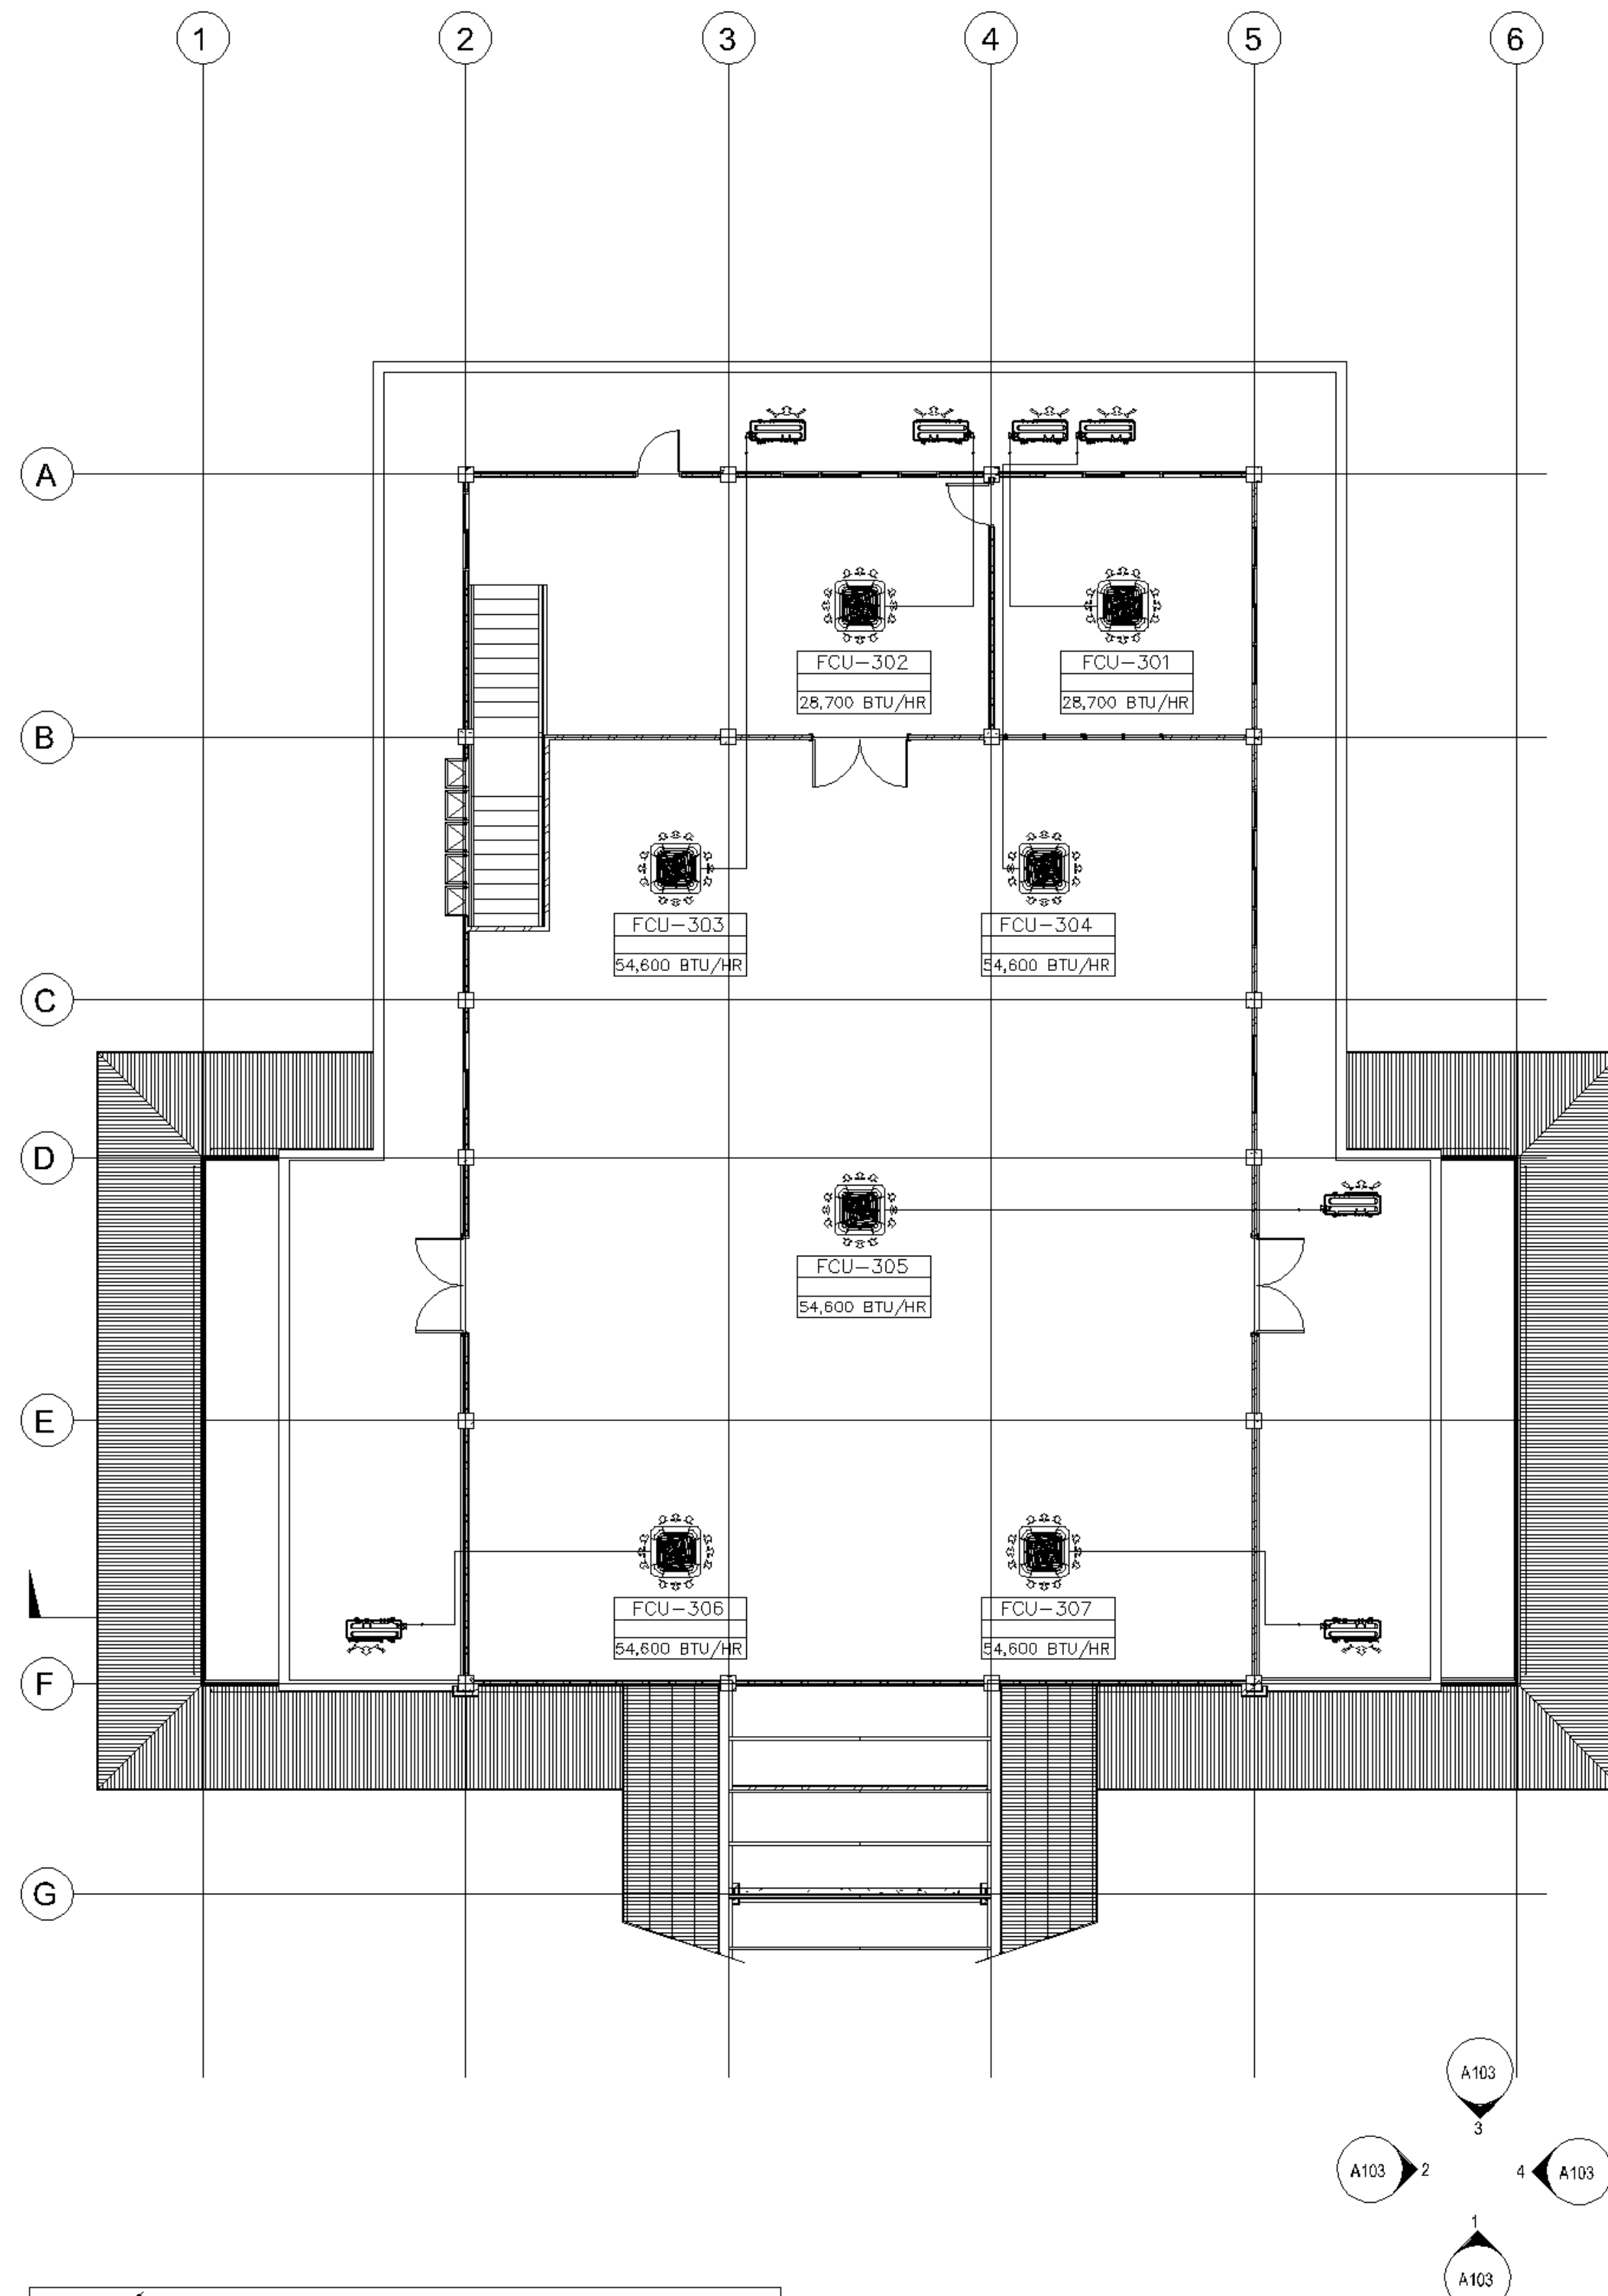 1 2 3 4 5 6
A
FCU-302 FCU-301
28,700 BTU/HR 28,700 BTU/HR
B
FCU-303 FCU-304
54,600 BTU/HR 54,600 BTU/HR
C
D
FCU-305
54,600 BTU/HR
E
FCU-306 FCU-307
54,600 BTU/HR 54,600 BTU/HR
F
G
A103
3
A103 2 4 A103
1
A103